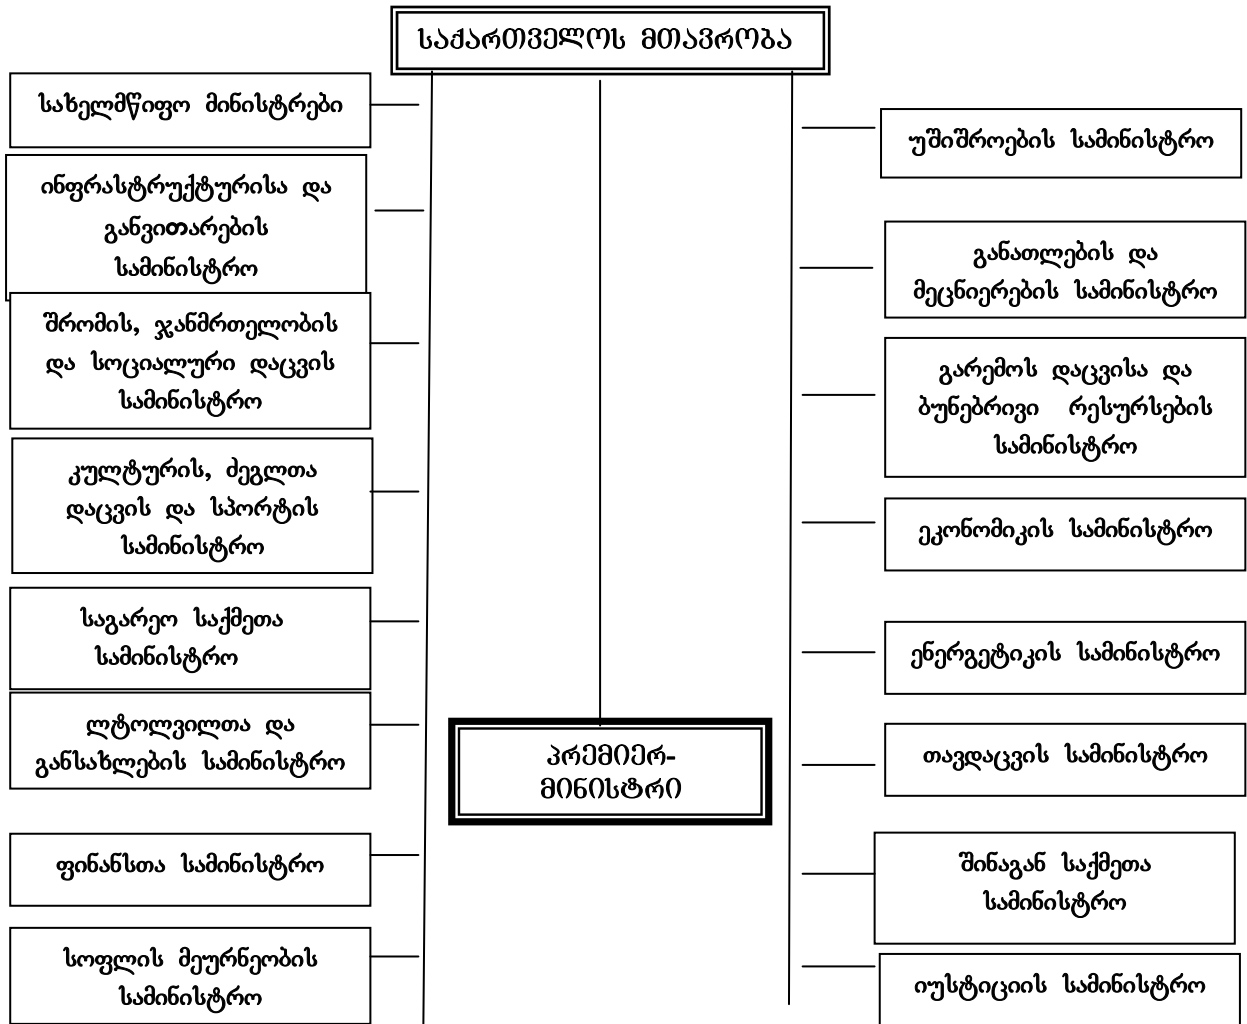 საქართველოს მთავრობა
სახელმწიფო მინისტრები
ინფრასტრუქტურისა და
განვითარების
სამინისტრო
შრომის, ჯანმრთელობის
და სოციალური დაცვის
სამინისტრო
კულტურის, ძეგლთა
დაცვის და სპორტის
სამინისტრო
საგარეო საქმეთა
სამინისტრო
ლტოლვილთა და
განსახლების სამინისტრო
ფინანსთა სამინისტრო
სოფლის მეურნეობის
სამინისტრო
პრემიერ-
მინისტრი
უშიშროების სამინისტრო
განათლების და
მეცნიერების სამინისტრო
გარემოს დაცვისა და
ბუნებრივი რესურსების
სამინისტრო
ეკონომიკის სამინისტრო
ენერგეტიკის სამინისტრო
თავდაცვის სამინისტრო
შინაგან საქმეთა
სამინისტრო
იუსტიციის სამინისტრო